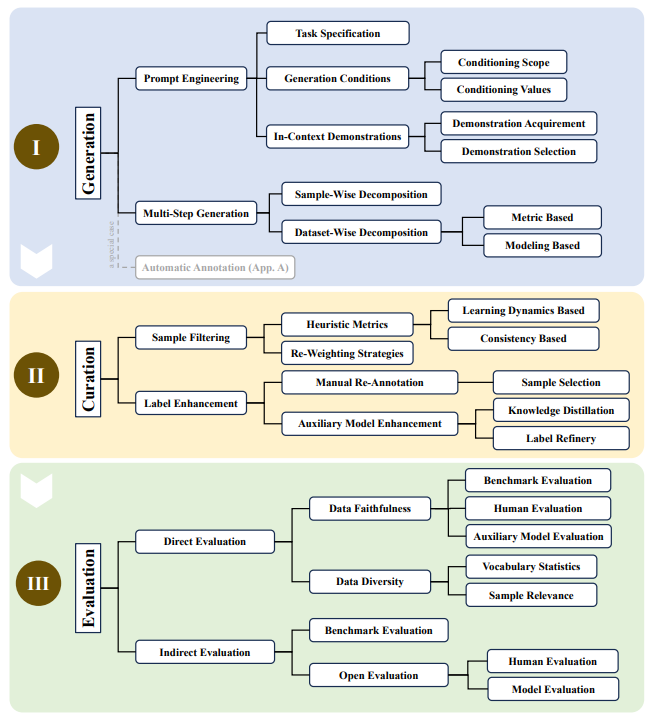 I
Generation
Prompt Engineering
Task Specification
Generation Conditions
Conditioning Scope
Conditioning Values
In-Context Demonstrations
Demonstration Acquirement
Demonstration Selection
Multi-Step Generation
Sample-Wise Decomposition
Dataset-Wise Decomposition
Metric Based
Modeling Based
a special case
Automatic Annotation (App. A)
II
Curation
Sample Filtering
Heuristic Metrics
Learning Dynamics Based
Consistency Based
Re-Weighting Strategies
Label Enhancement
Manual Re-Annotation
Sample Selection
Auxiliary Model Enhancement
Knowledge Distillation
Label Refinery
III
Evaluation
Direct Evaluation
Data Faithfulness
Benchmark Evaluation
Human Evaluation
Auxiliary Model Evaluation
Data Diversity
Vocabulary Statistics
Sample Relevance
Indirect Evaluation
Benchmark Evaluation
Open Evaluation
Human Evaluation
Model Evaluation